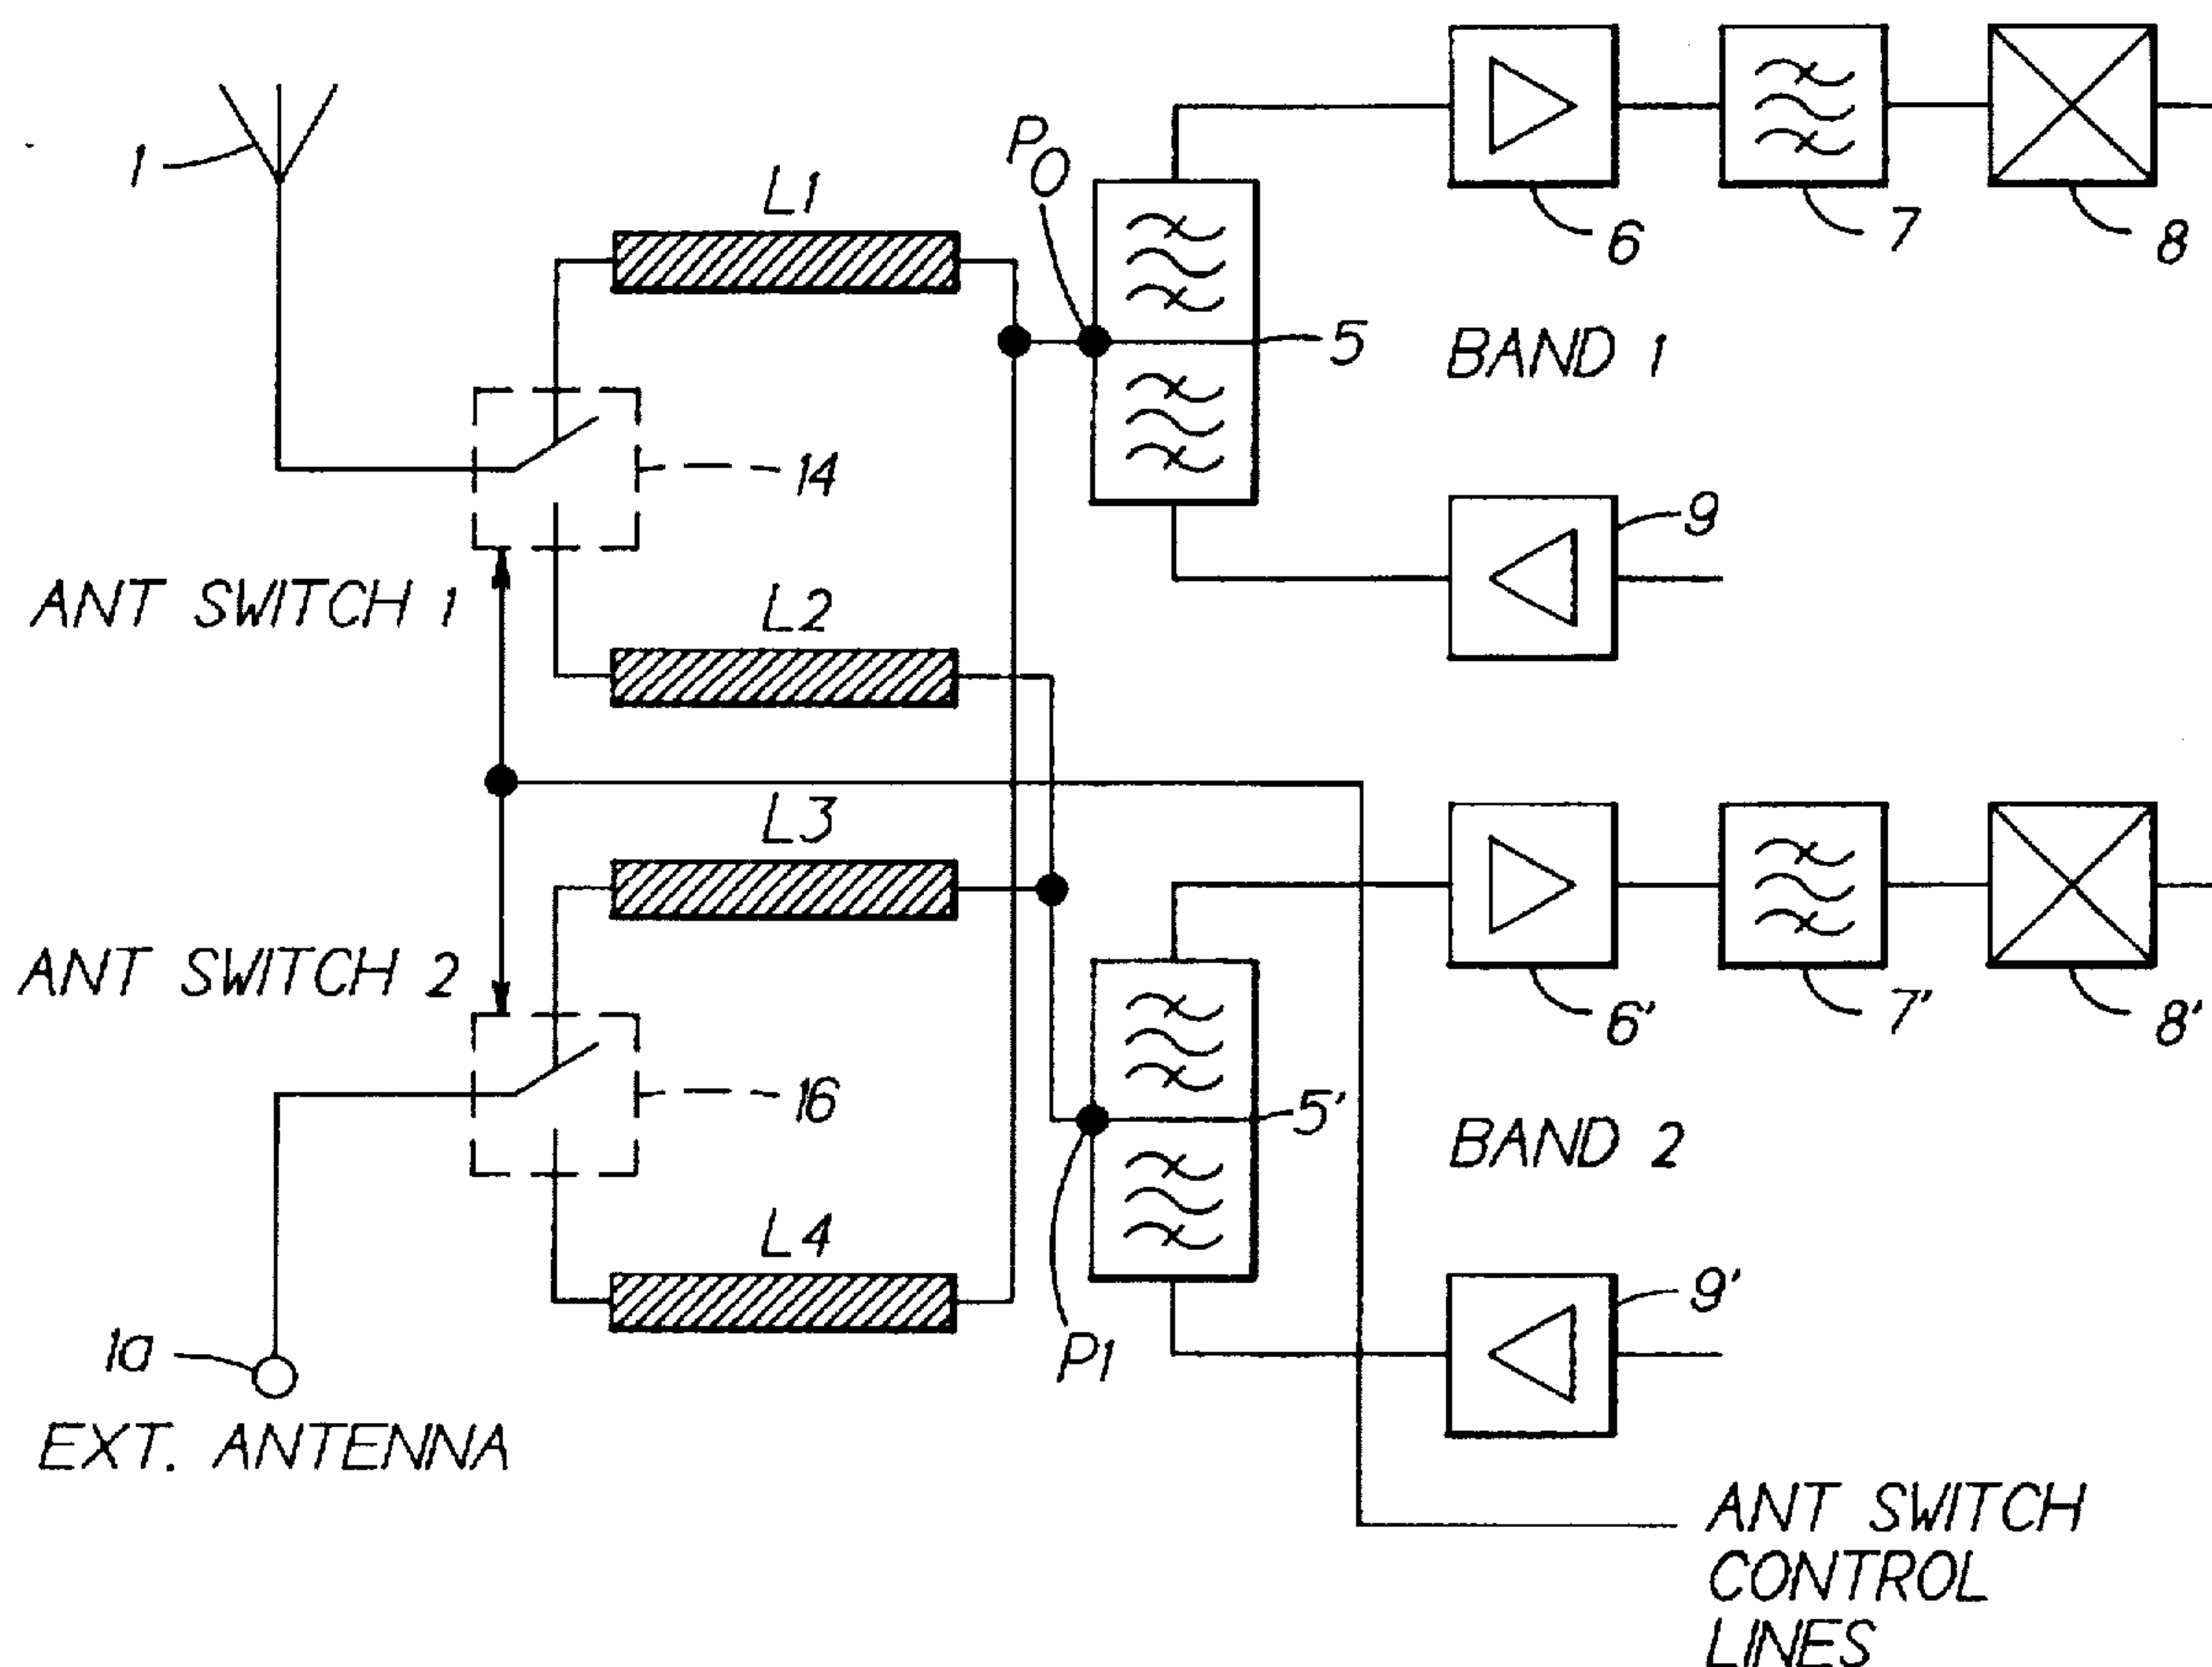 1
L1
P0
6
7
8
5
BAND 1
14
ANT SWITCH 1
L2
9
L3
ANT SWITCH 2
6'
7'
8'
16
5'
BAND 2
L4
1a
P1
9'
EXT. ANTENNA
ANT SWITCH
CONTROL
LINES